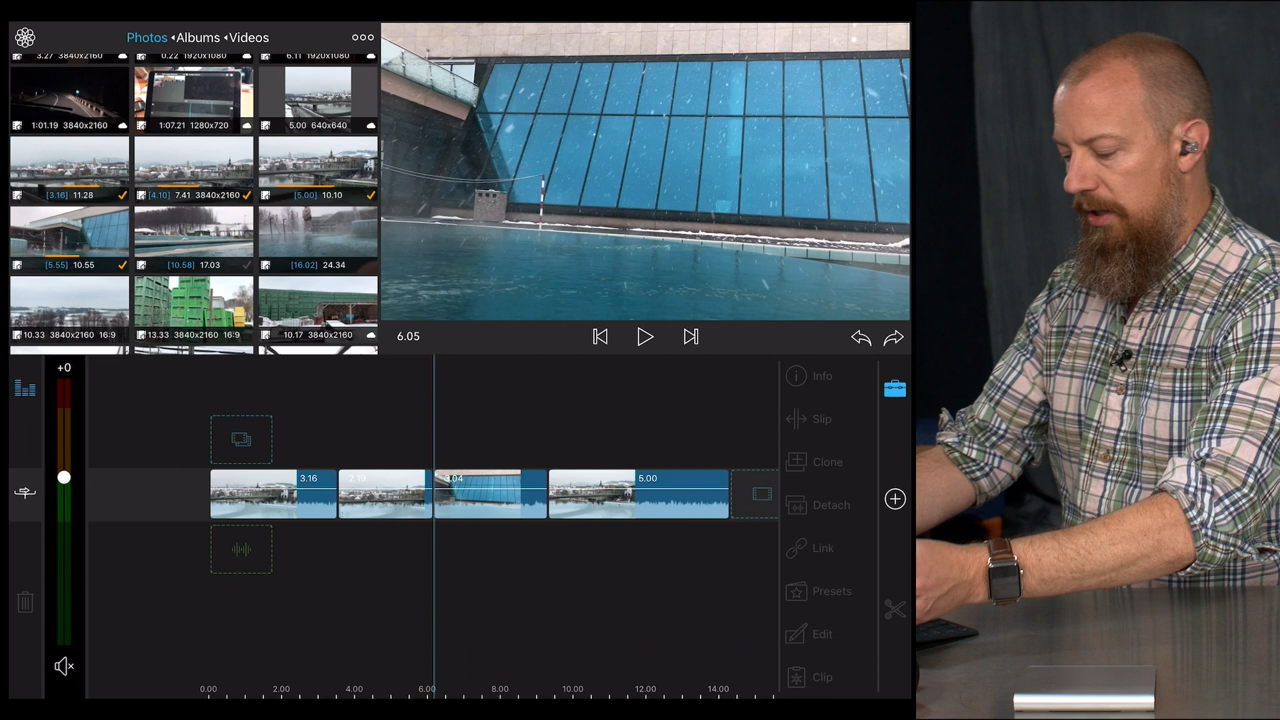 Photos ◂Albums ◂Videos
3.27 3840x2160
0.22 1920x1080
6.11 1920x1080
1:01.19 3840x2160
1:07.21 1280x720
5.00 640x640
[3.16] 11.28
[4.10] 7.41 3840x2160
[5.00] 10.10
[5.55] 10.55
[10.58] 17.03
[16.02] 24.34
10.33 3840x2160 16:9
13.33 3840x2160 16:9
10.17 3840x2160
6.05
+0
Info
Slip
Clone
Detach
Link
Presets
Edit
Clip
3.16
5.00
0.00 2.00 4.00 6.00 8.00 10.00 12.00 14.00